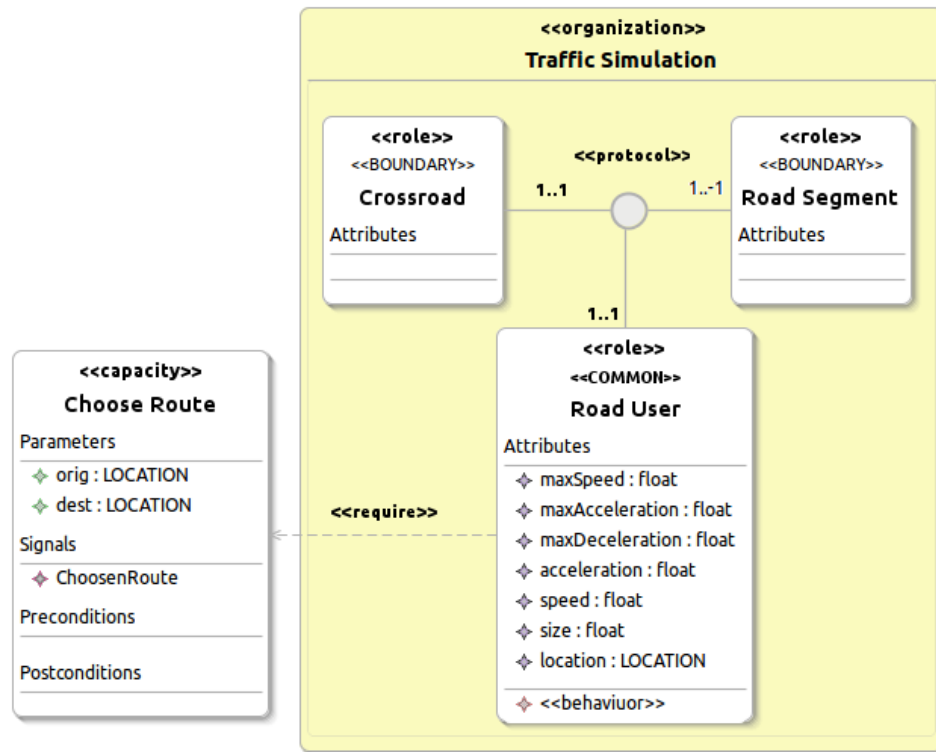 <<organization>>
Traffic Simulation
<<role>>
<<BOUNDARY>>
Crossroad
Attributes
<<protocol>>
1..1
1..-1
<<role>>
<<BOUNDARY>>
Road Segment
Attributes
1..1
<<role>>
<<COMMON>>
Road User
Attributes
maxSpeed : float
maxAcceleration : float
maxDeceleration : float
acceleration : float
speed : float
size : float
location : LOCATION
<<behaviuor>>
<<require>>
<<capacity>>
Choose Route
Parameters
orig : LOCATION
dest : LOCATION
Signals
ChoosenRoute
Preconditions
Postconditions